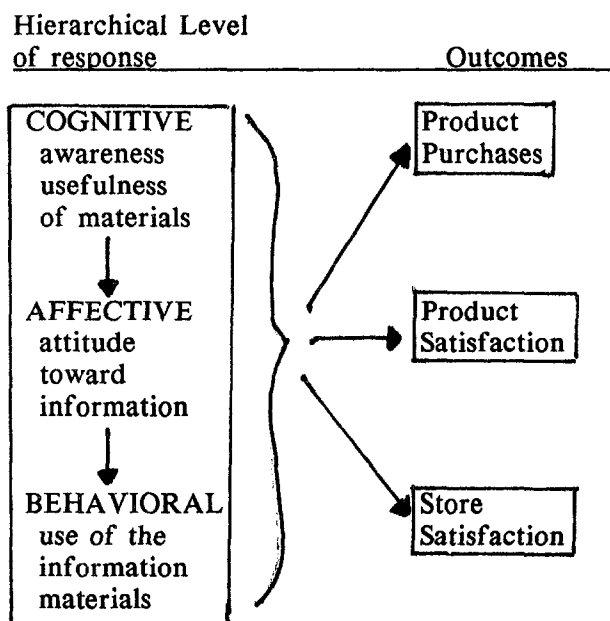 Hierarchical Level
of response
Outcomes
COGNITIVE
awareness
usefulness
of materials
AFFECTIVE
attitude
toward
information
BEHAVIORAL
use of the
information
materials
Product
Purchases
Product
Satisfaction
Store
Satisfaction